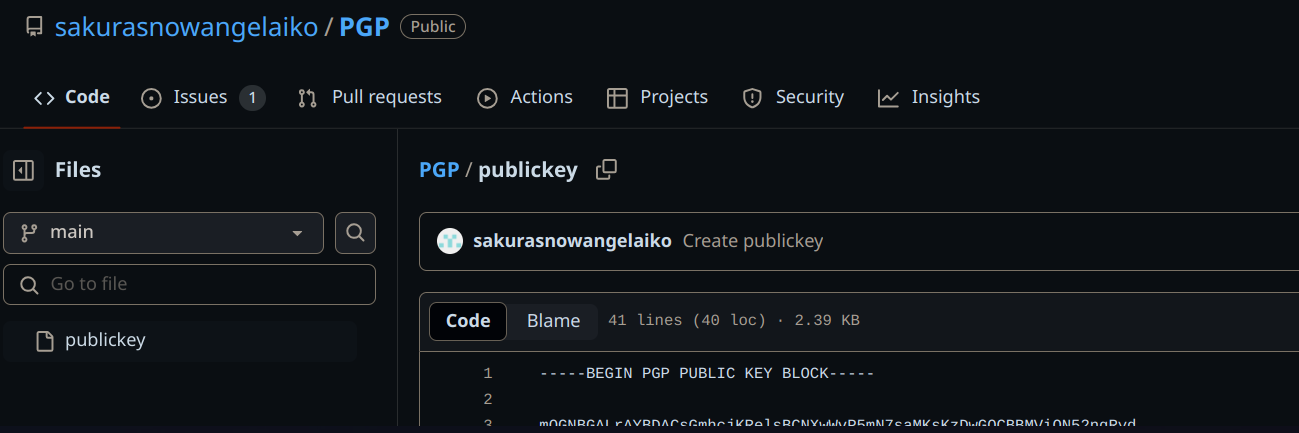 sakurasnowangelaiko / PGP Public
Code Issues 1 Pull requests Actions Projects Security Insights
Files
main
Go to file
publickey
PGP / publickey
sakurasnowangelaiko Create publickey
Code Blame 41 lines (40 loc) · 2.39 KB
1 -----BEGIN PGP PUBLIC KEY BLOCK-----
2
3